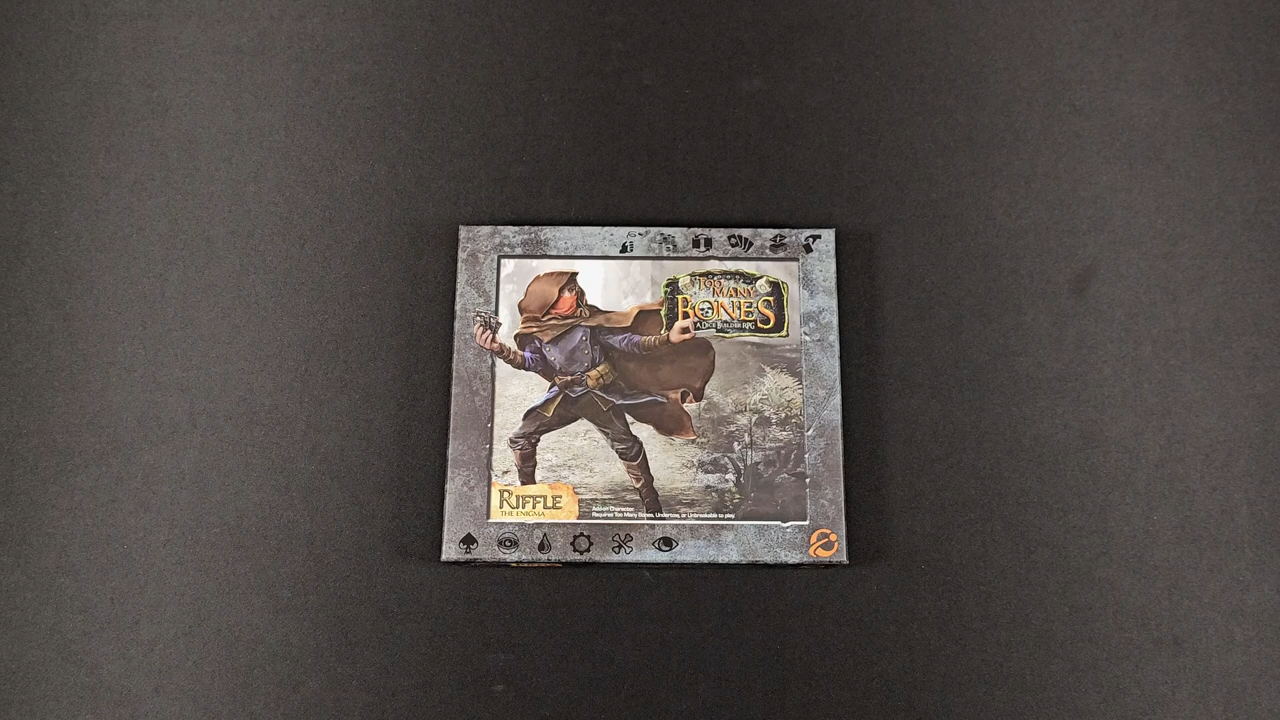 Too
Many
Bones
A Dice Builder RPG
Riffle
The Enigma
Add-on Character
Requires Too Many Bones, Undertow, or Unbreakable to play.